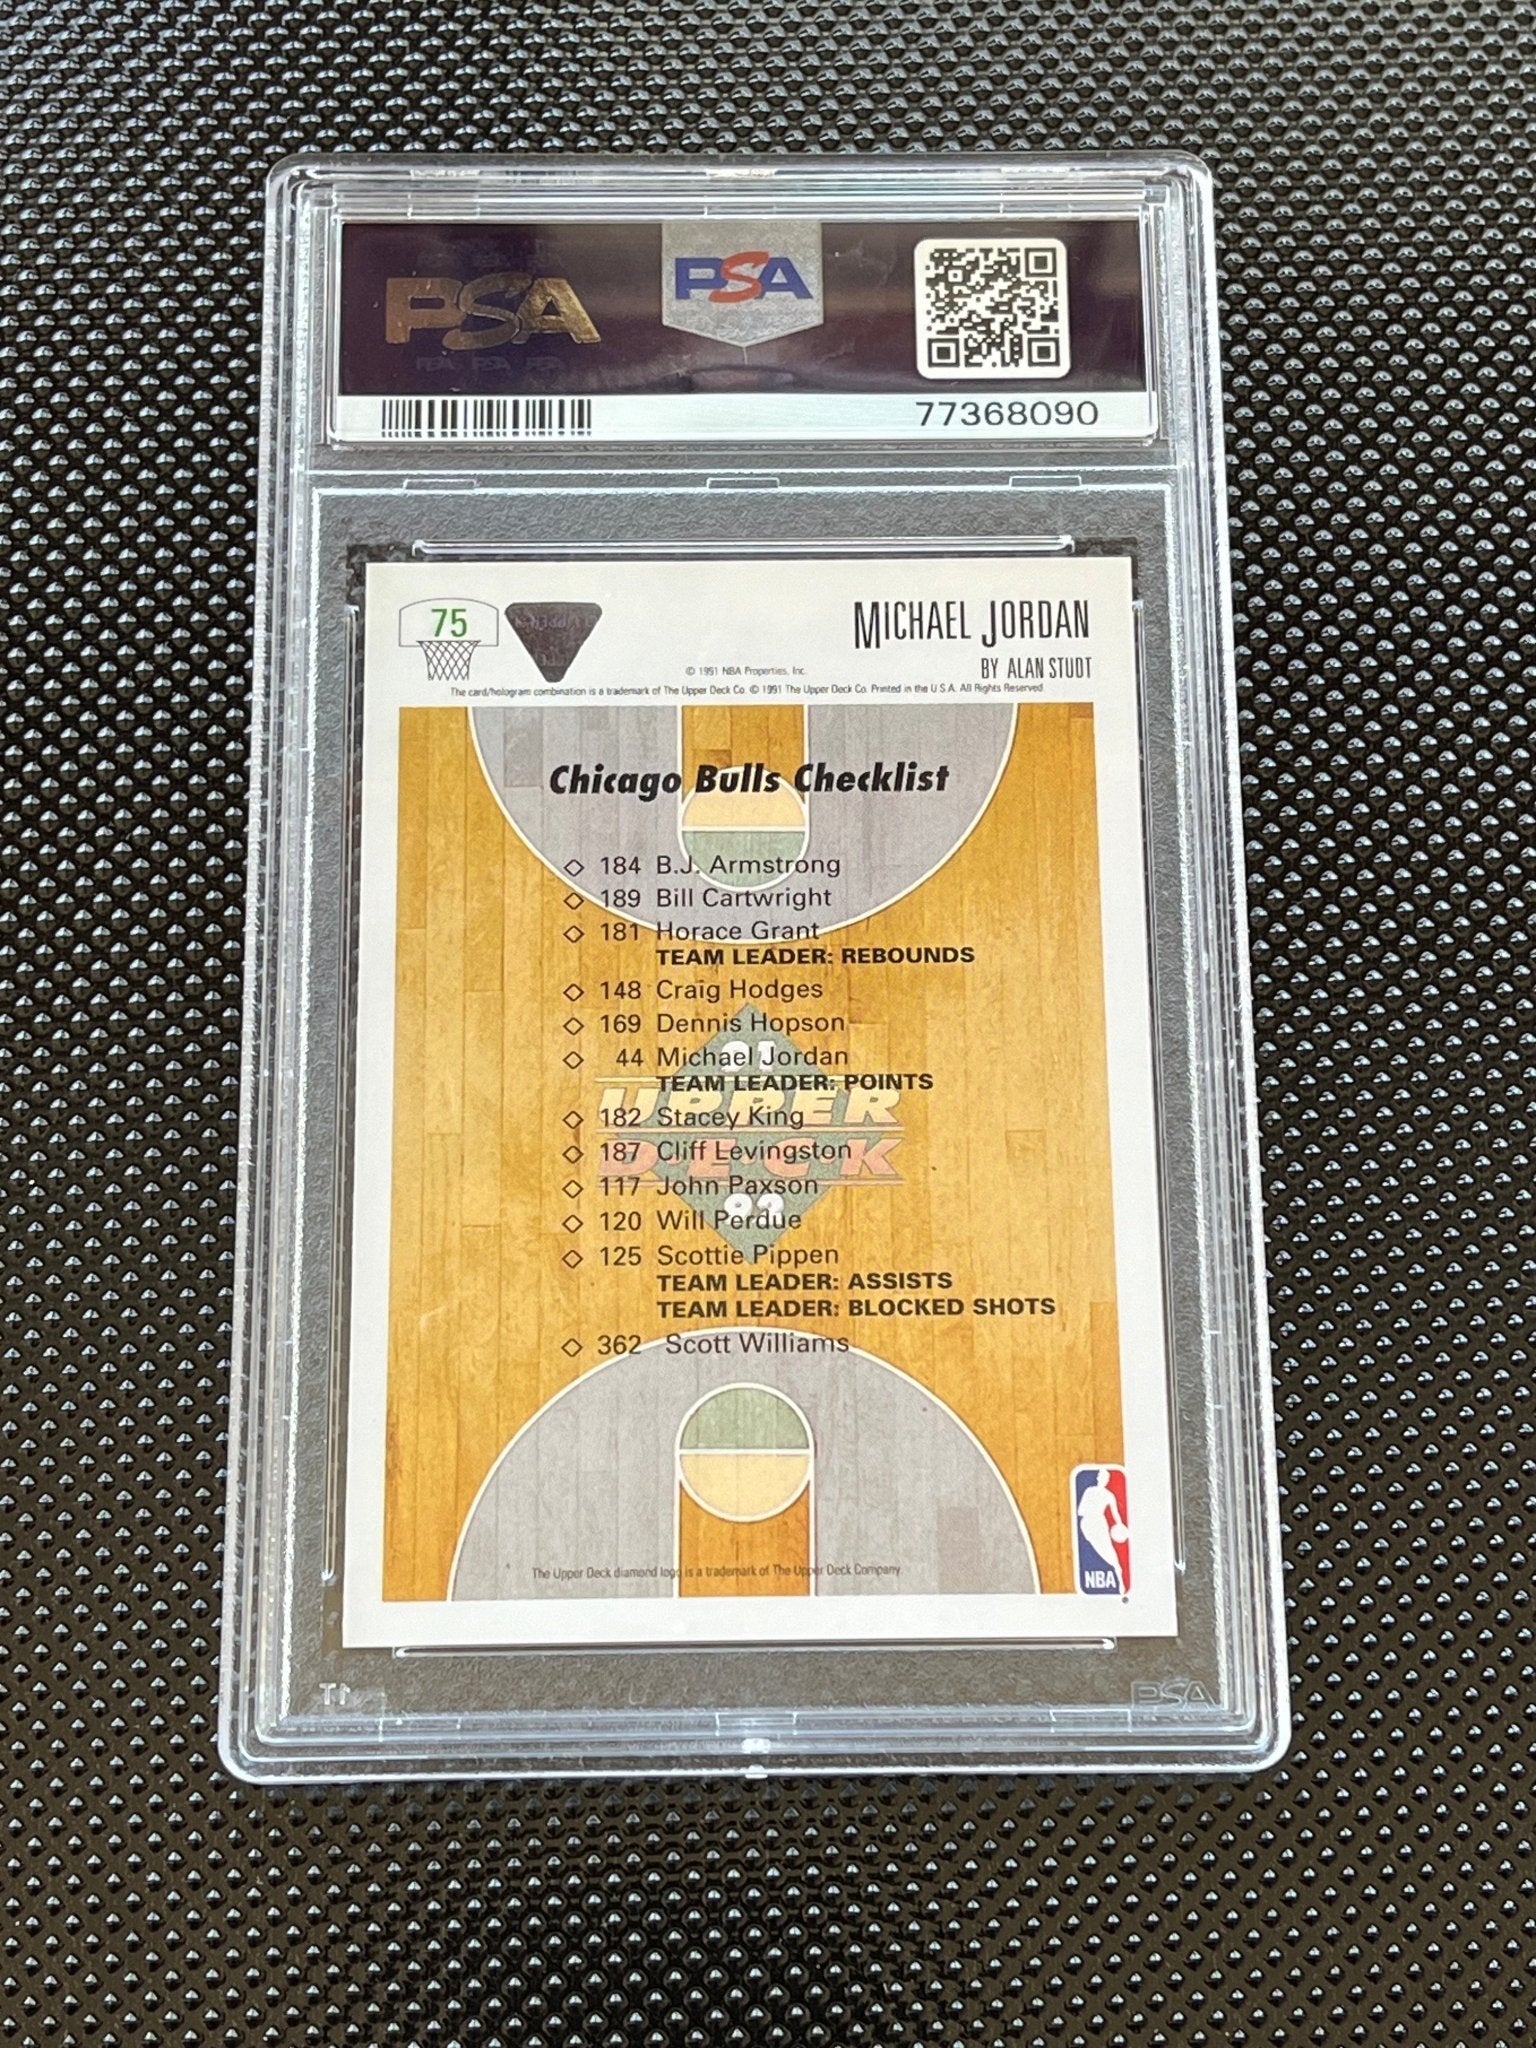 PSA
PSA
77368090
75
MICHAEL JORDAN
BY ALAN STUDT
© 1991 NBA Properties, Inc.
The card/hologram combination is a trademark of The Upper Deck Co. © 1991 The Upper Deck Co. Printed in the U.S.A. All Rights Reserved.
Chicago Bulls Checklist
184 B.J. Armstrong
189 Bill Cartwright
181 Horace Grant
TEAM LEADER: REBOUNDS
148 Craig Hodges
169 Dennis Hopson
44 Michael Jordan
TEAM LEADER: POINTS
182 Stacey King
187 Cliff Levingston
117 John Paxson
120 Will Perdue
125 Scottie Pippen
TEAM LEADER: ASSISTS
TEAM LEADER: BLOCKED SHOTS
362 Scott Williams
91
UPPER
DECK
92
The Upper Deck diamond logo is a trademark of The Upper Deck Company.
NBA
PSA